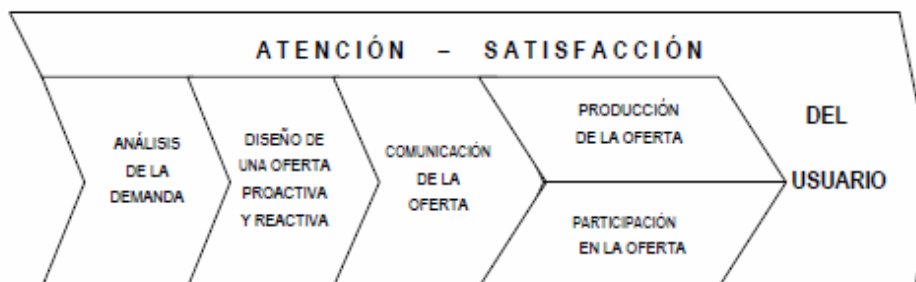 ATENCIÓN – SATISFACCIÓN
DEL
USUARIO
ANÁLISIS
DE LA
DEMANDA
DISEÑO DE
UNA OFERTA
PROACTIVA
Y REACTIVA
COMUNICACIÓN
DE LA
OFERTA
PRODUCCIÓN
DE LA OFERTA
PARTICIPACIÓN
EN LA OFERTA